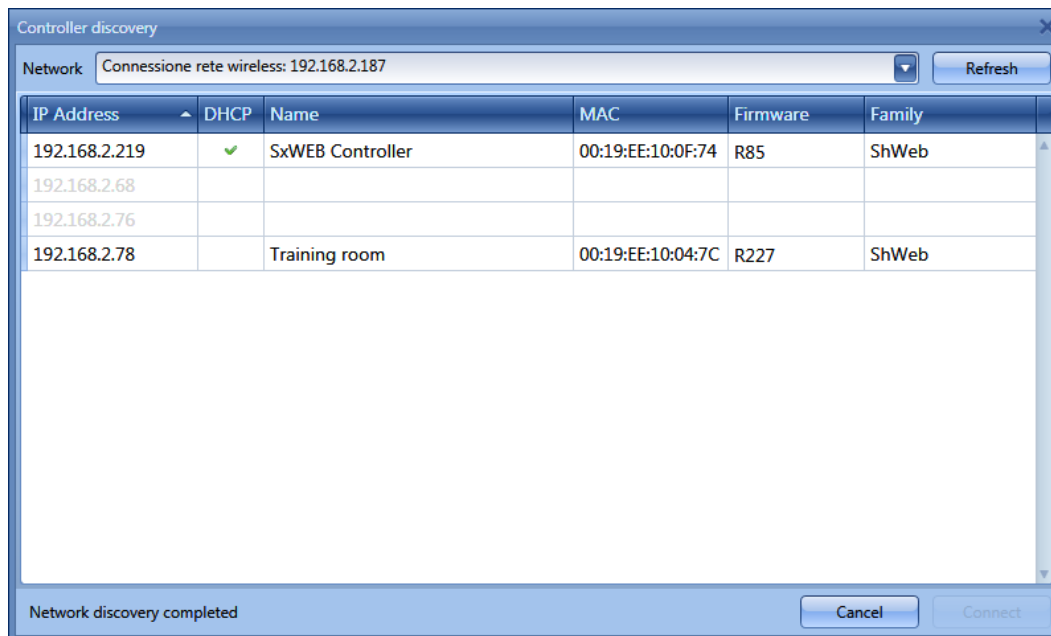 Controller discovery
Network Connessione rete wireless: 192.168.2.187 Refresh
IP Address DHCP Name MAC Firmware Family
192.168.2.219 SxWEB Controller 00:19:EE:10:0F:74 R85 ShWeb
192.168.2.68
192.168.2.76
192.168.2.78 Training room 00:19:EE:10:04:7C R227 ShWeb
Network discovery completed Cancel Connect